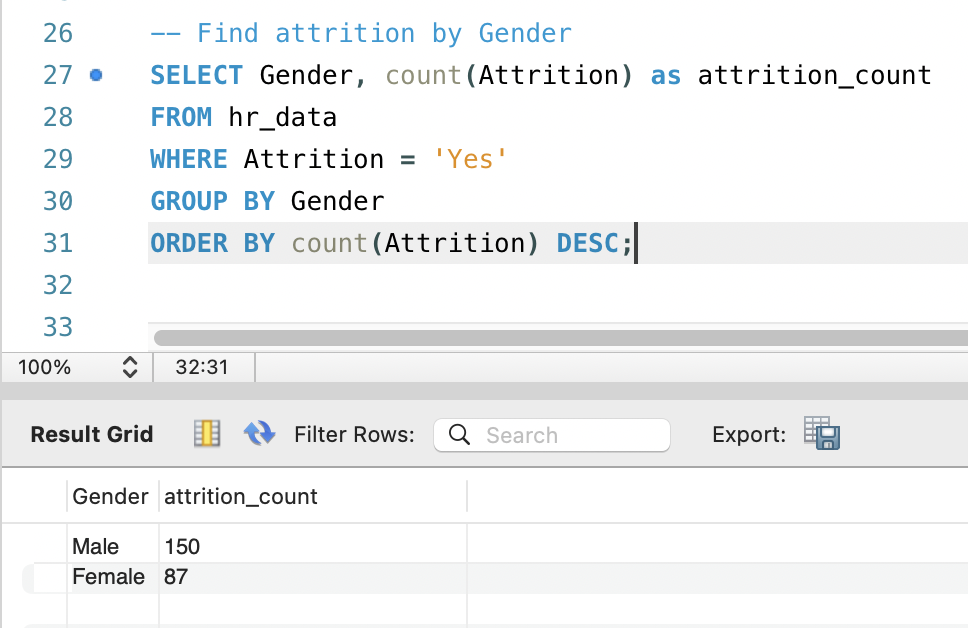 26 -- Find attrition by Gender
27 SELECT Gender, count(Attrition) as attrition_count
28 FROM hr_data
29 WHERE Attrition = 'Yes'
30 GROUP BY Gender
31 ORDER BY count(Attrition) DESC;
32
33
100% 32:31
Result Grid Filter Rows: Search Export:
Gender attrition_count
Male 150
Female 87